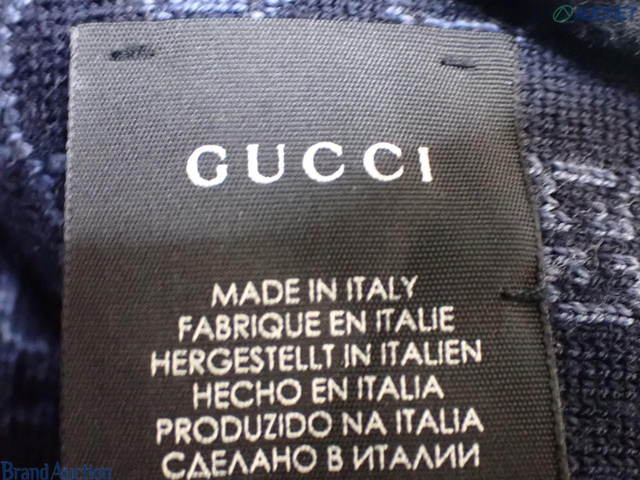 AUCNET
GUCCI
MADE IN ITALY
FABRIQUE EN ITALIE
HERGESTELLT IN ITALIEN
HECHO EN ITALIA
PRODUZIDO NA ITALIA
СДЕЛАНО В ИТАЛИИ
Brand Auction